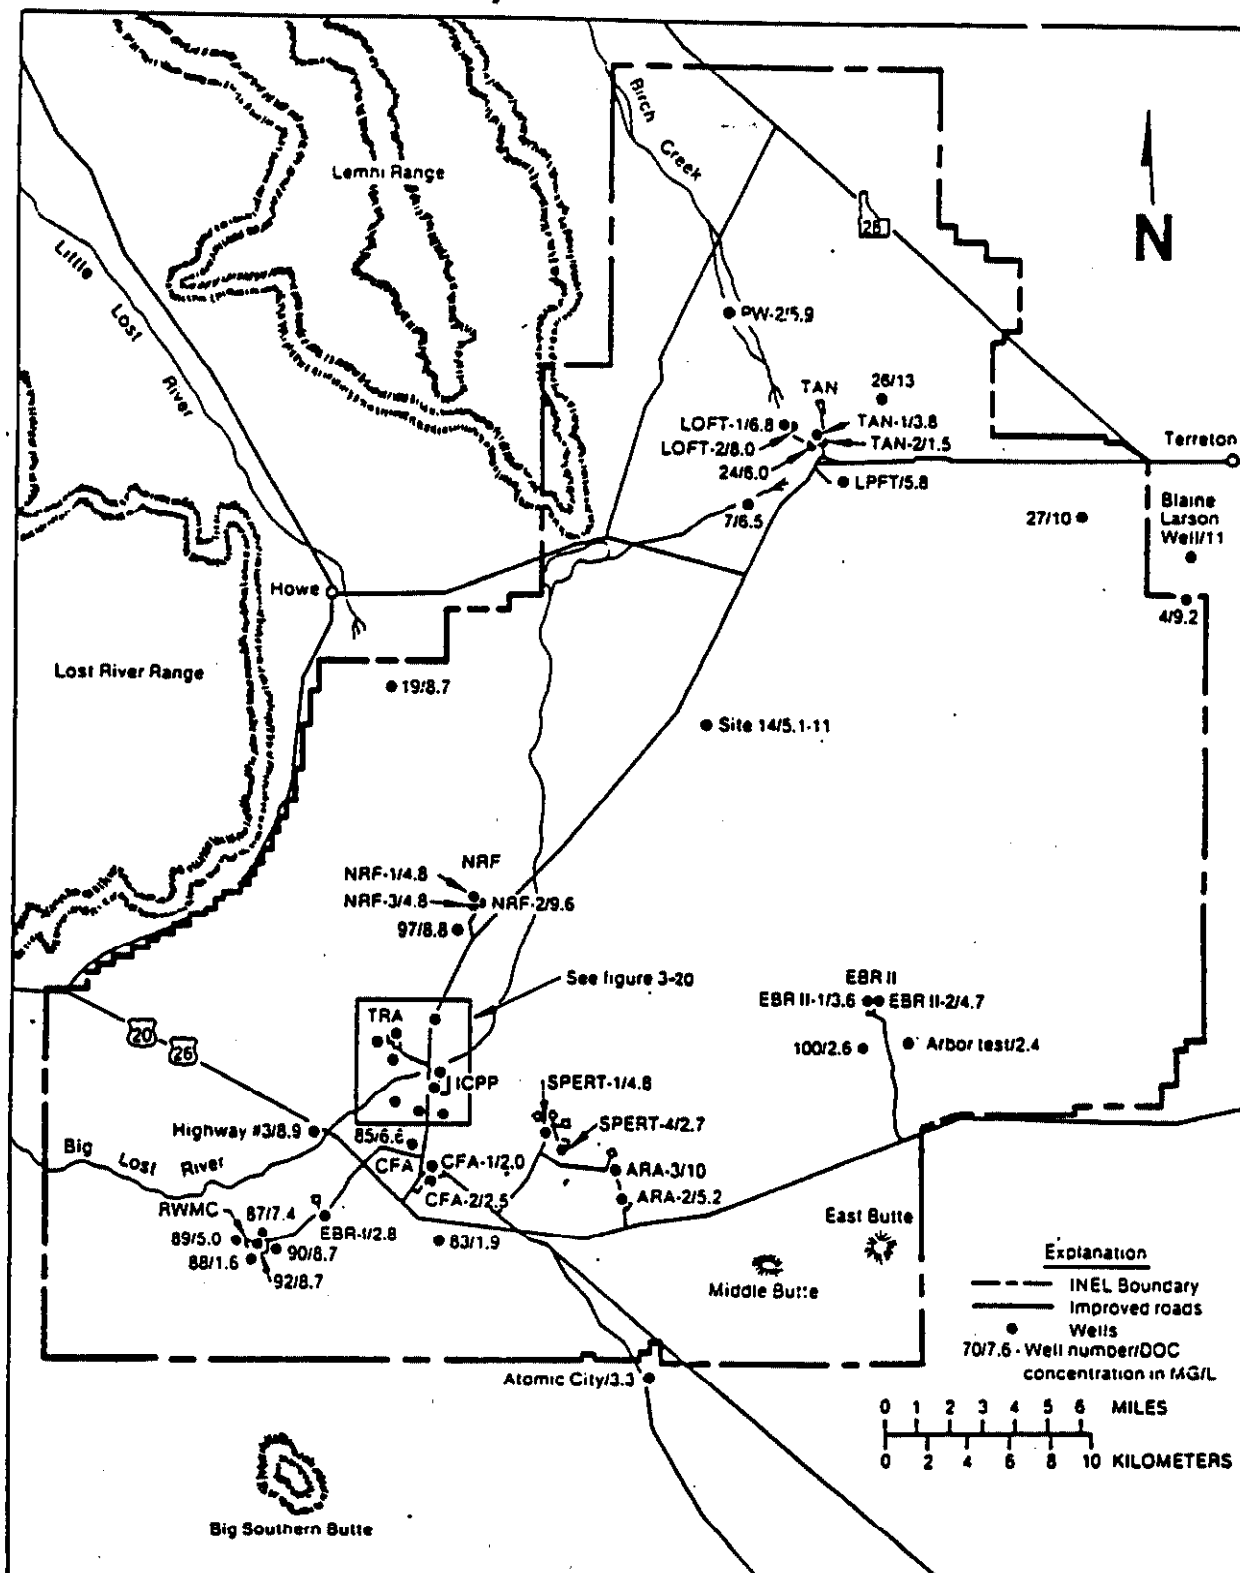 Birch
Creek
Lemhi Range
28
N
Little
Lost
River
PW-2/5.9
TAN
26/13
LOFT-1/6.8
TAN-1/3.8
LOFT-2/8.0
TAN-2/1.5
Terreton
24/6.0
LPFT/5.8
7/6.5
27/10
Blaine
Larson
Well/11
Howe
4/9.2
Lost River Range
19/8.7
Site 14/5.1-11
NRF
NRF-1/4.8
NRF-3/4.8
NRF-2/9.6
97/8.8
See figure 3-20
EBR II
EBR II-1/3.6
EBR II-2/4.7
TRA
20
26
100/2.6
Arbor test/2.4
ICPP
SPERT-1/4.8
Highway #3/8.9
85/6.6
SPERT-4/2.7
Big
Lost
River
CFA
CFA-1/2.0
ARA-3/10
CFA-2/2.5
ARA-2/5.2
RWMC
87/7.4
EBR-1/2.8
East Butte
89/5.0
90/8.7
83/1.9
88/1.6
92/8.7
Middle Butte
Explanation
INEL Boundary
Improved roads
Wells
70/7.6 - Well number/DOC
concentration in MG/L
Atomic City/3.3
0 1 2 3 4 5 6 MILES
0 2 4 6 8 10 KILOMETERS
Big Southern Butte